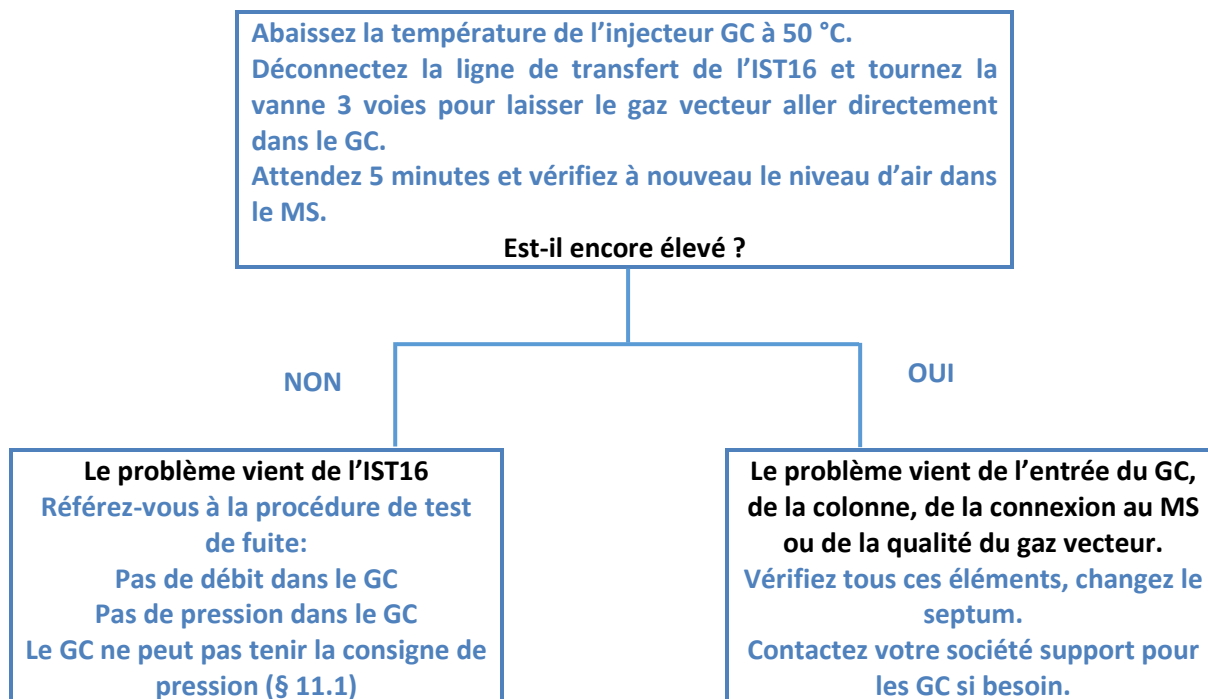 Abaissez la température de l’injecteur GC à 50 °C.
Déconnectez la ligne de transfert de l’IST16 et tournez la
vanne 3 voies pour laisser le gaz vecteur aller directement
dans le GC.
Attendez 5 minutes et vérifiez à nouveau le niveau d’air dans
le MS.
Est-il encore élevé ?
NON
OUI
Le problème vient de l’IST16
Référez-vous à la procédure de test
de fuite:
Pas de débit dans le GC
Pas de pression dans le GC
Le GC ne peut pas tenir la consigne de
pression (§ 11.1)
Le problème vient de l’entrée du GC,
de la colonne, de la connexion au MS
ou de la qualité du gaz vecteur.
Vérifiez tous ces éléments, changez le
septum.
Contactez votre société support pour
les GC si besoin.